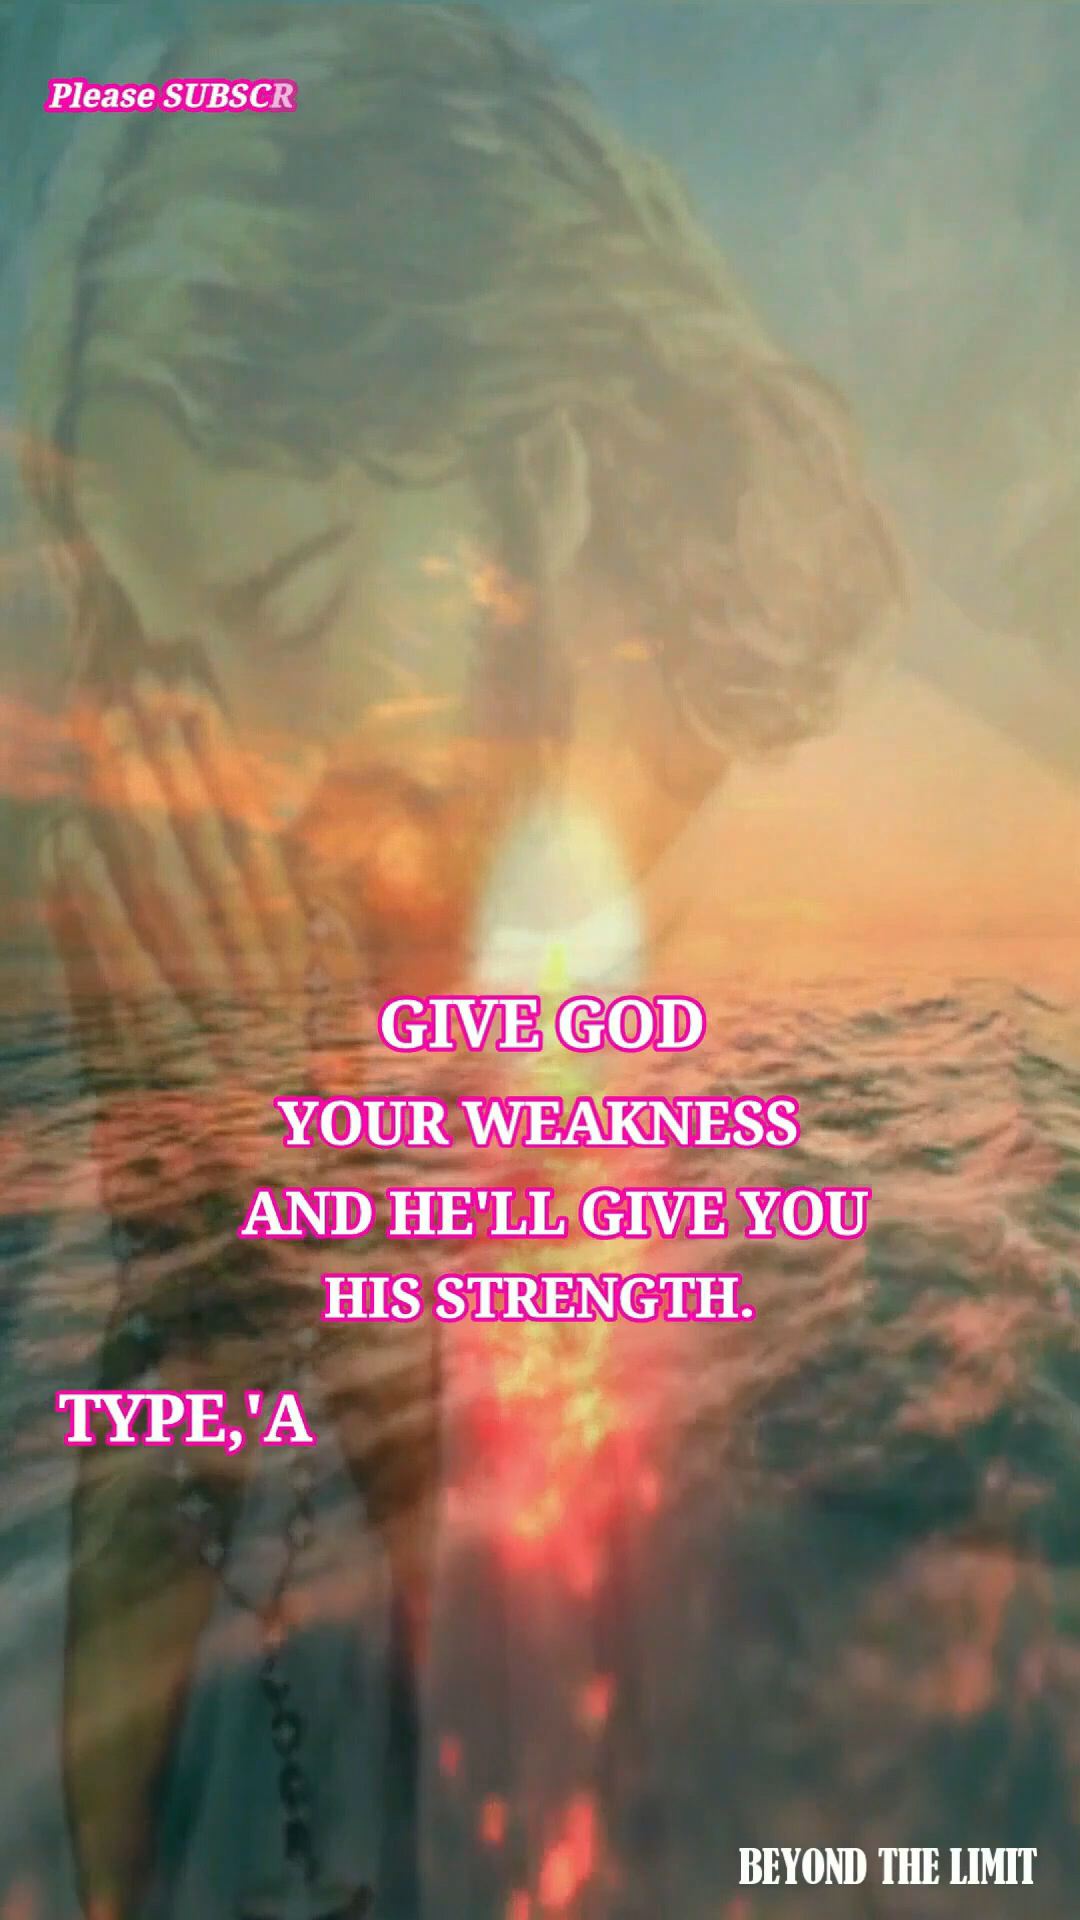 Please SUBSCR
GIVE GOD
YOUR WEAKNESS
AND HE'LL GIVE YOU
HIS STRENGTH.
TYPE,'A
BEYOND THE LIMIT